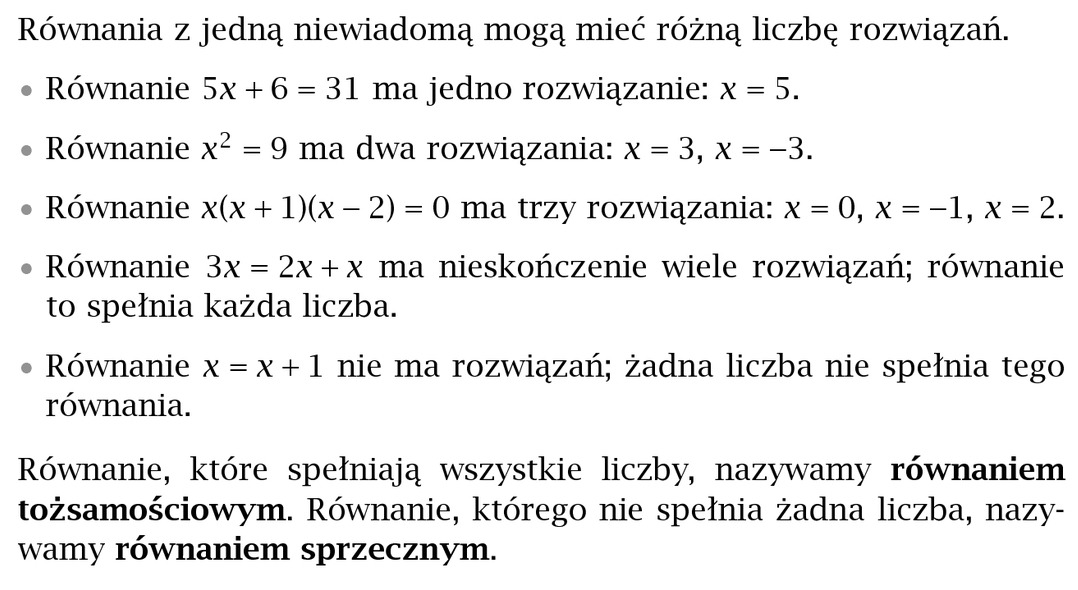 Równania z jedną niewiadomą mogą mieć różną liczbę rozwiązań.
• Równanie 5x + 6 = 31 ma jedno rozwiązanie: x = 5.
• Równanie x² = 9 ma dwa rozwiązania: x = 3, x = −3.
• Równanie x(x + 1)(x − 2) = 0 ma trzy rozwiązania: x = 0, x = −1, x = 2.
• Równanie 3x = 2x + x ma nieskończenie wiele rozwiązań; równanie
to spełnia każda liczba.
• Równanie x = x + 1 nie ma rozwiązań; żadna liczba nie spełnia tego
równania.
Równanie, które spełniają wszystkie liczby, nazywamy równaniem
tożsamościowym. Równanie, którego nie spełnia żadna liczba, nazy-
wamy równaniem sprzecznym.